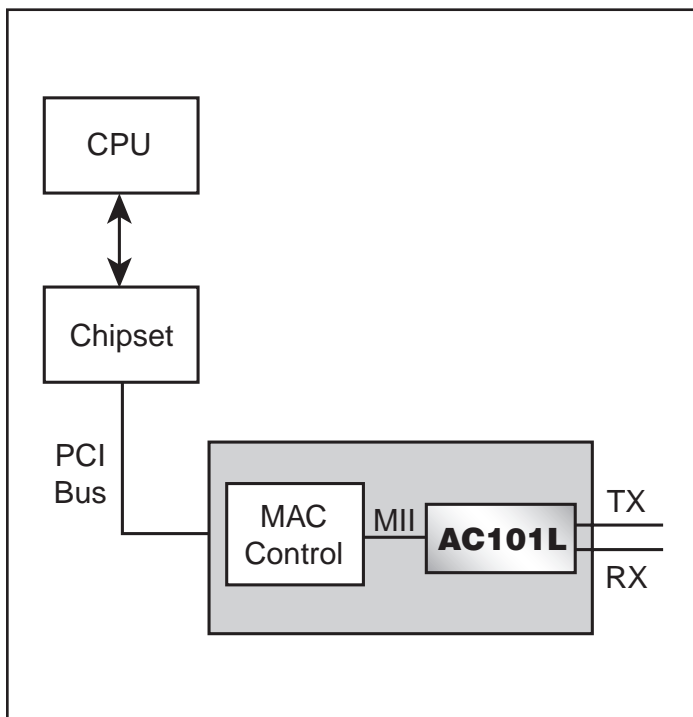 CPU
Chipset
PCI
Bus
MAC
Control
MII
AC101L
TX
RX